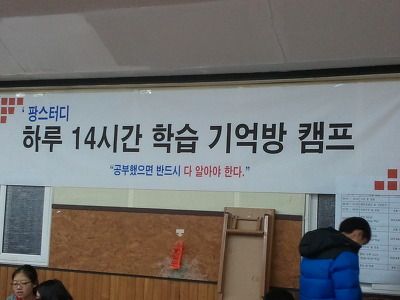 '팡스터디
하루 14시간 학습 기억방 캠프
“공부했으면 반드시 다 알아야 한다.”